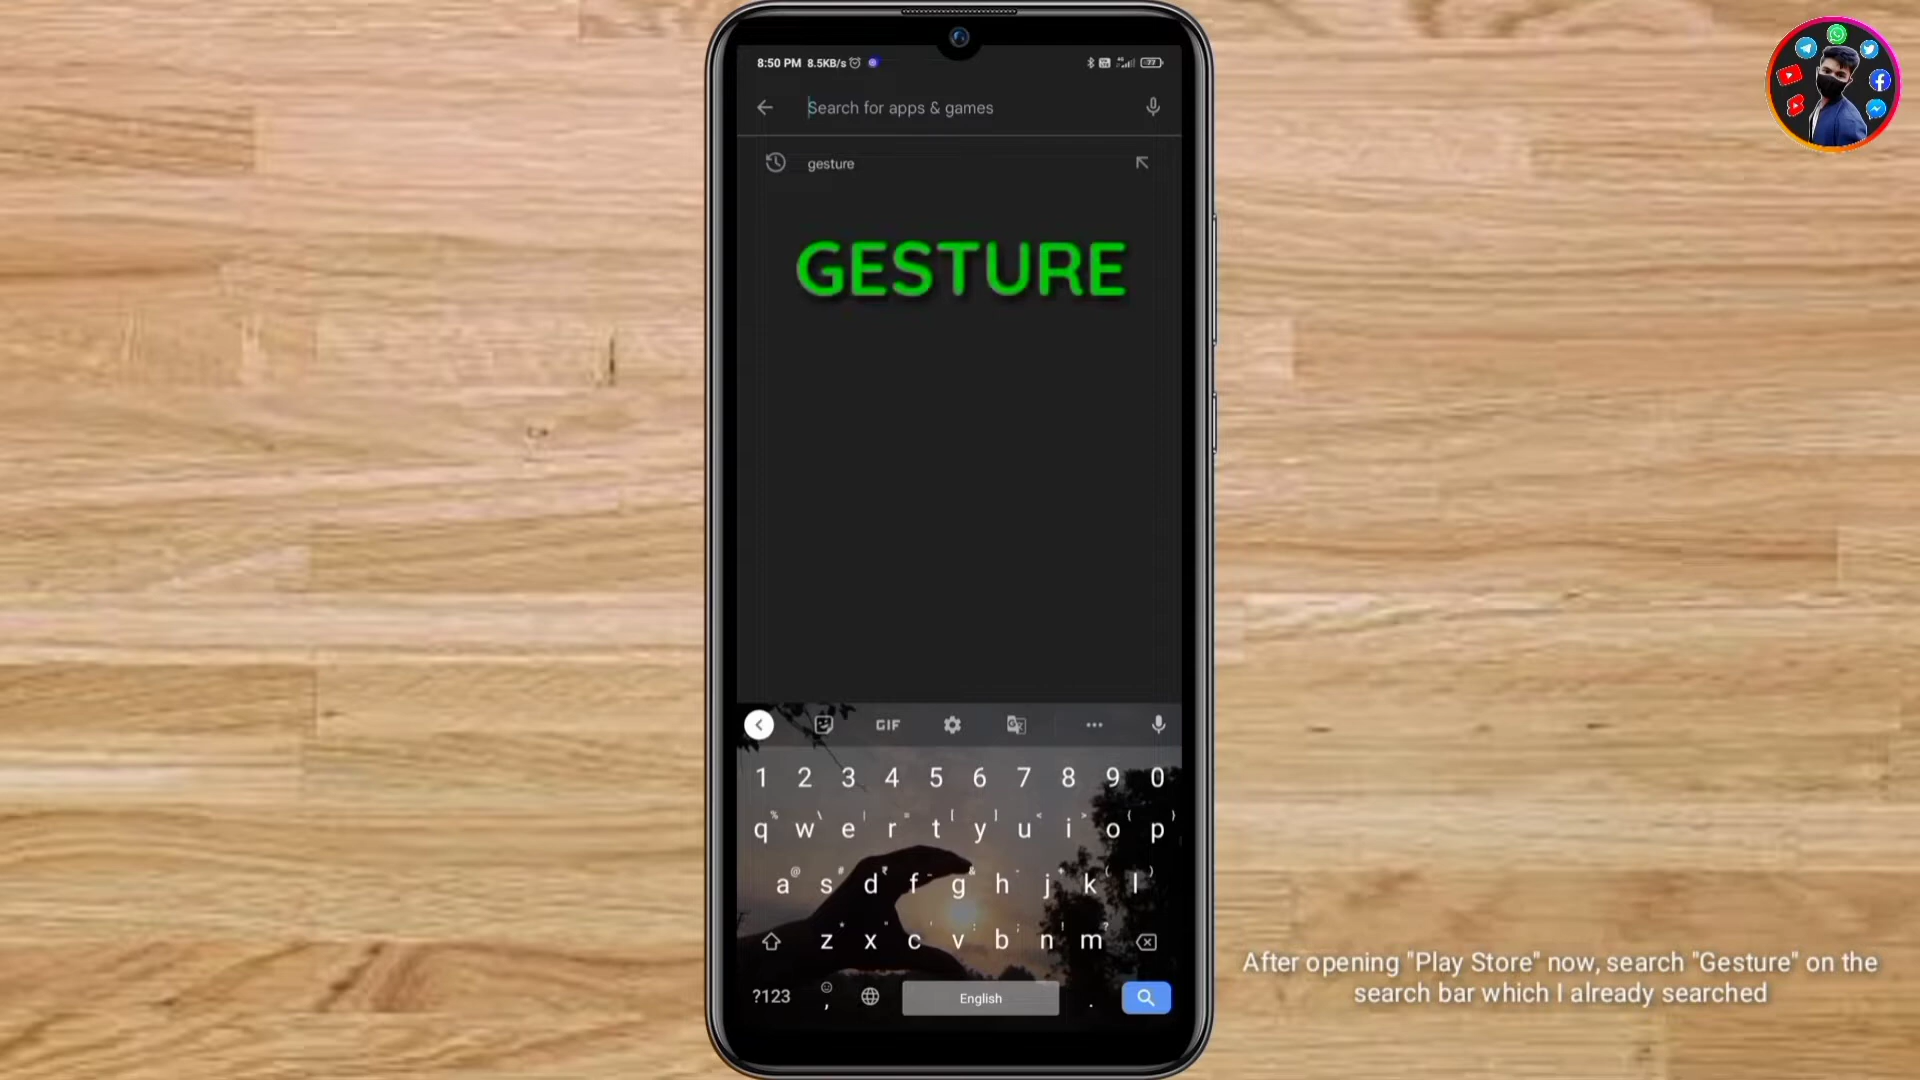 8:50 PM 8.5KB/s
77
Search for apps & games
gesture
GESTURE
GIF
1 2 3 4 5 6 7 8 9 0
q w e r t y u i o p
a s d f g h j k l
z x c v b n m
?123 , English .
After opening "Play Store" now, search "Gesture" on the
search bar which I already searched